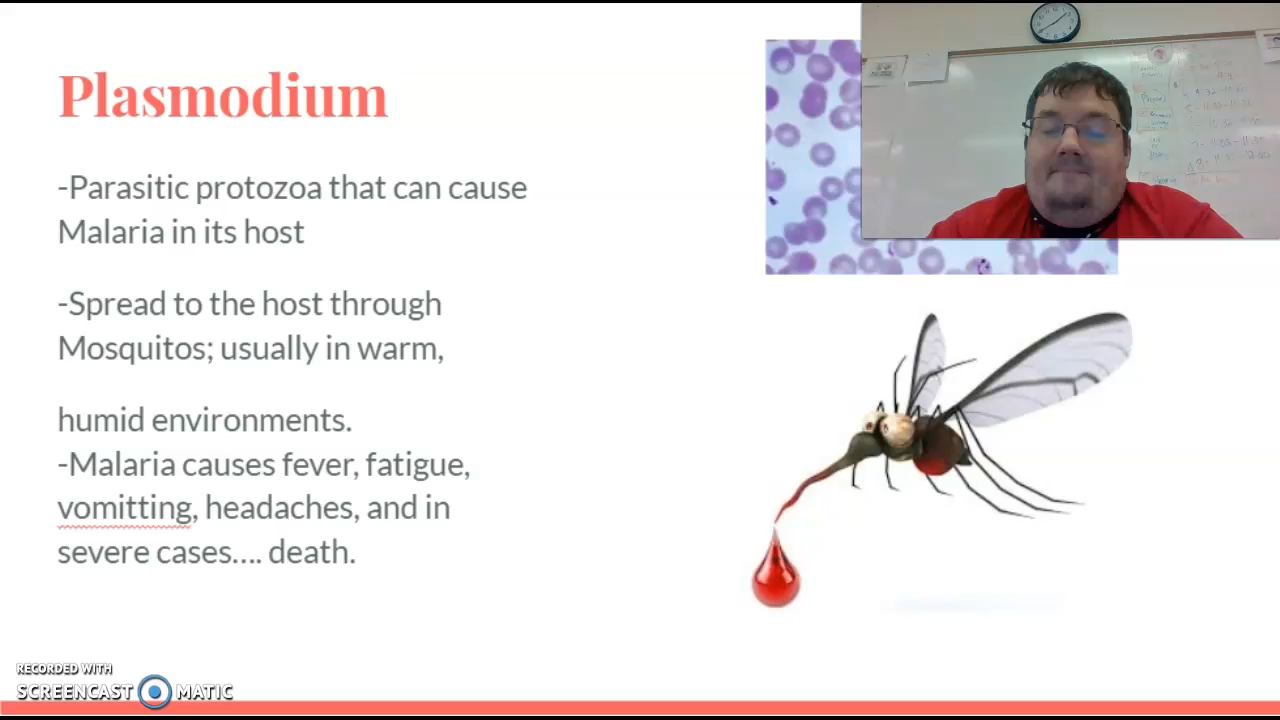 Plasmodium
-Parasitic protozoa that can cause
Malaria in its host
-Spread to the host through
Mosquitos; usually in warm,
humid environments.
-Malaria causes fever, fatigue,
vomitting, headaches, and in
severe cases.... death.
RECORDED WITH
SCREENCAST MATIC